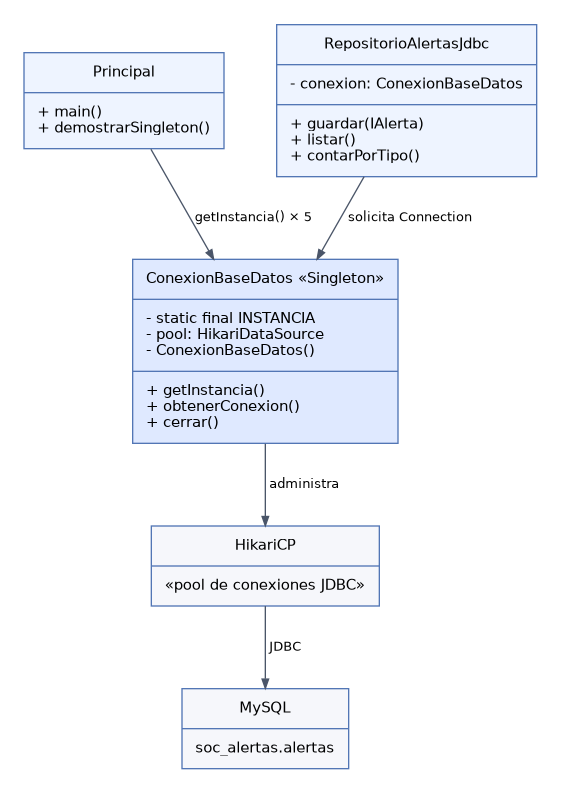 Principal
+ main()
+ demostrarSingleton()
RepositorioAlertasJdbc
- conexion: ConexionBaseDatos
+ guardar(IAlerta)
+ listar()
+ contarPorTipo()
getInstancia() × 5
solicita Connection
ConexionBaseDatos «Singleton»
- static final INSTANCIA
- pool: HikariDataSource
- ConexionBaseDatos()
+ getInstancia()
+ obtenerConexion()
+ cerrar()
administra
HikariCP
«pool de conexiones JDBC»
JDBC
MySQL
soc_alertas.alertas